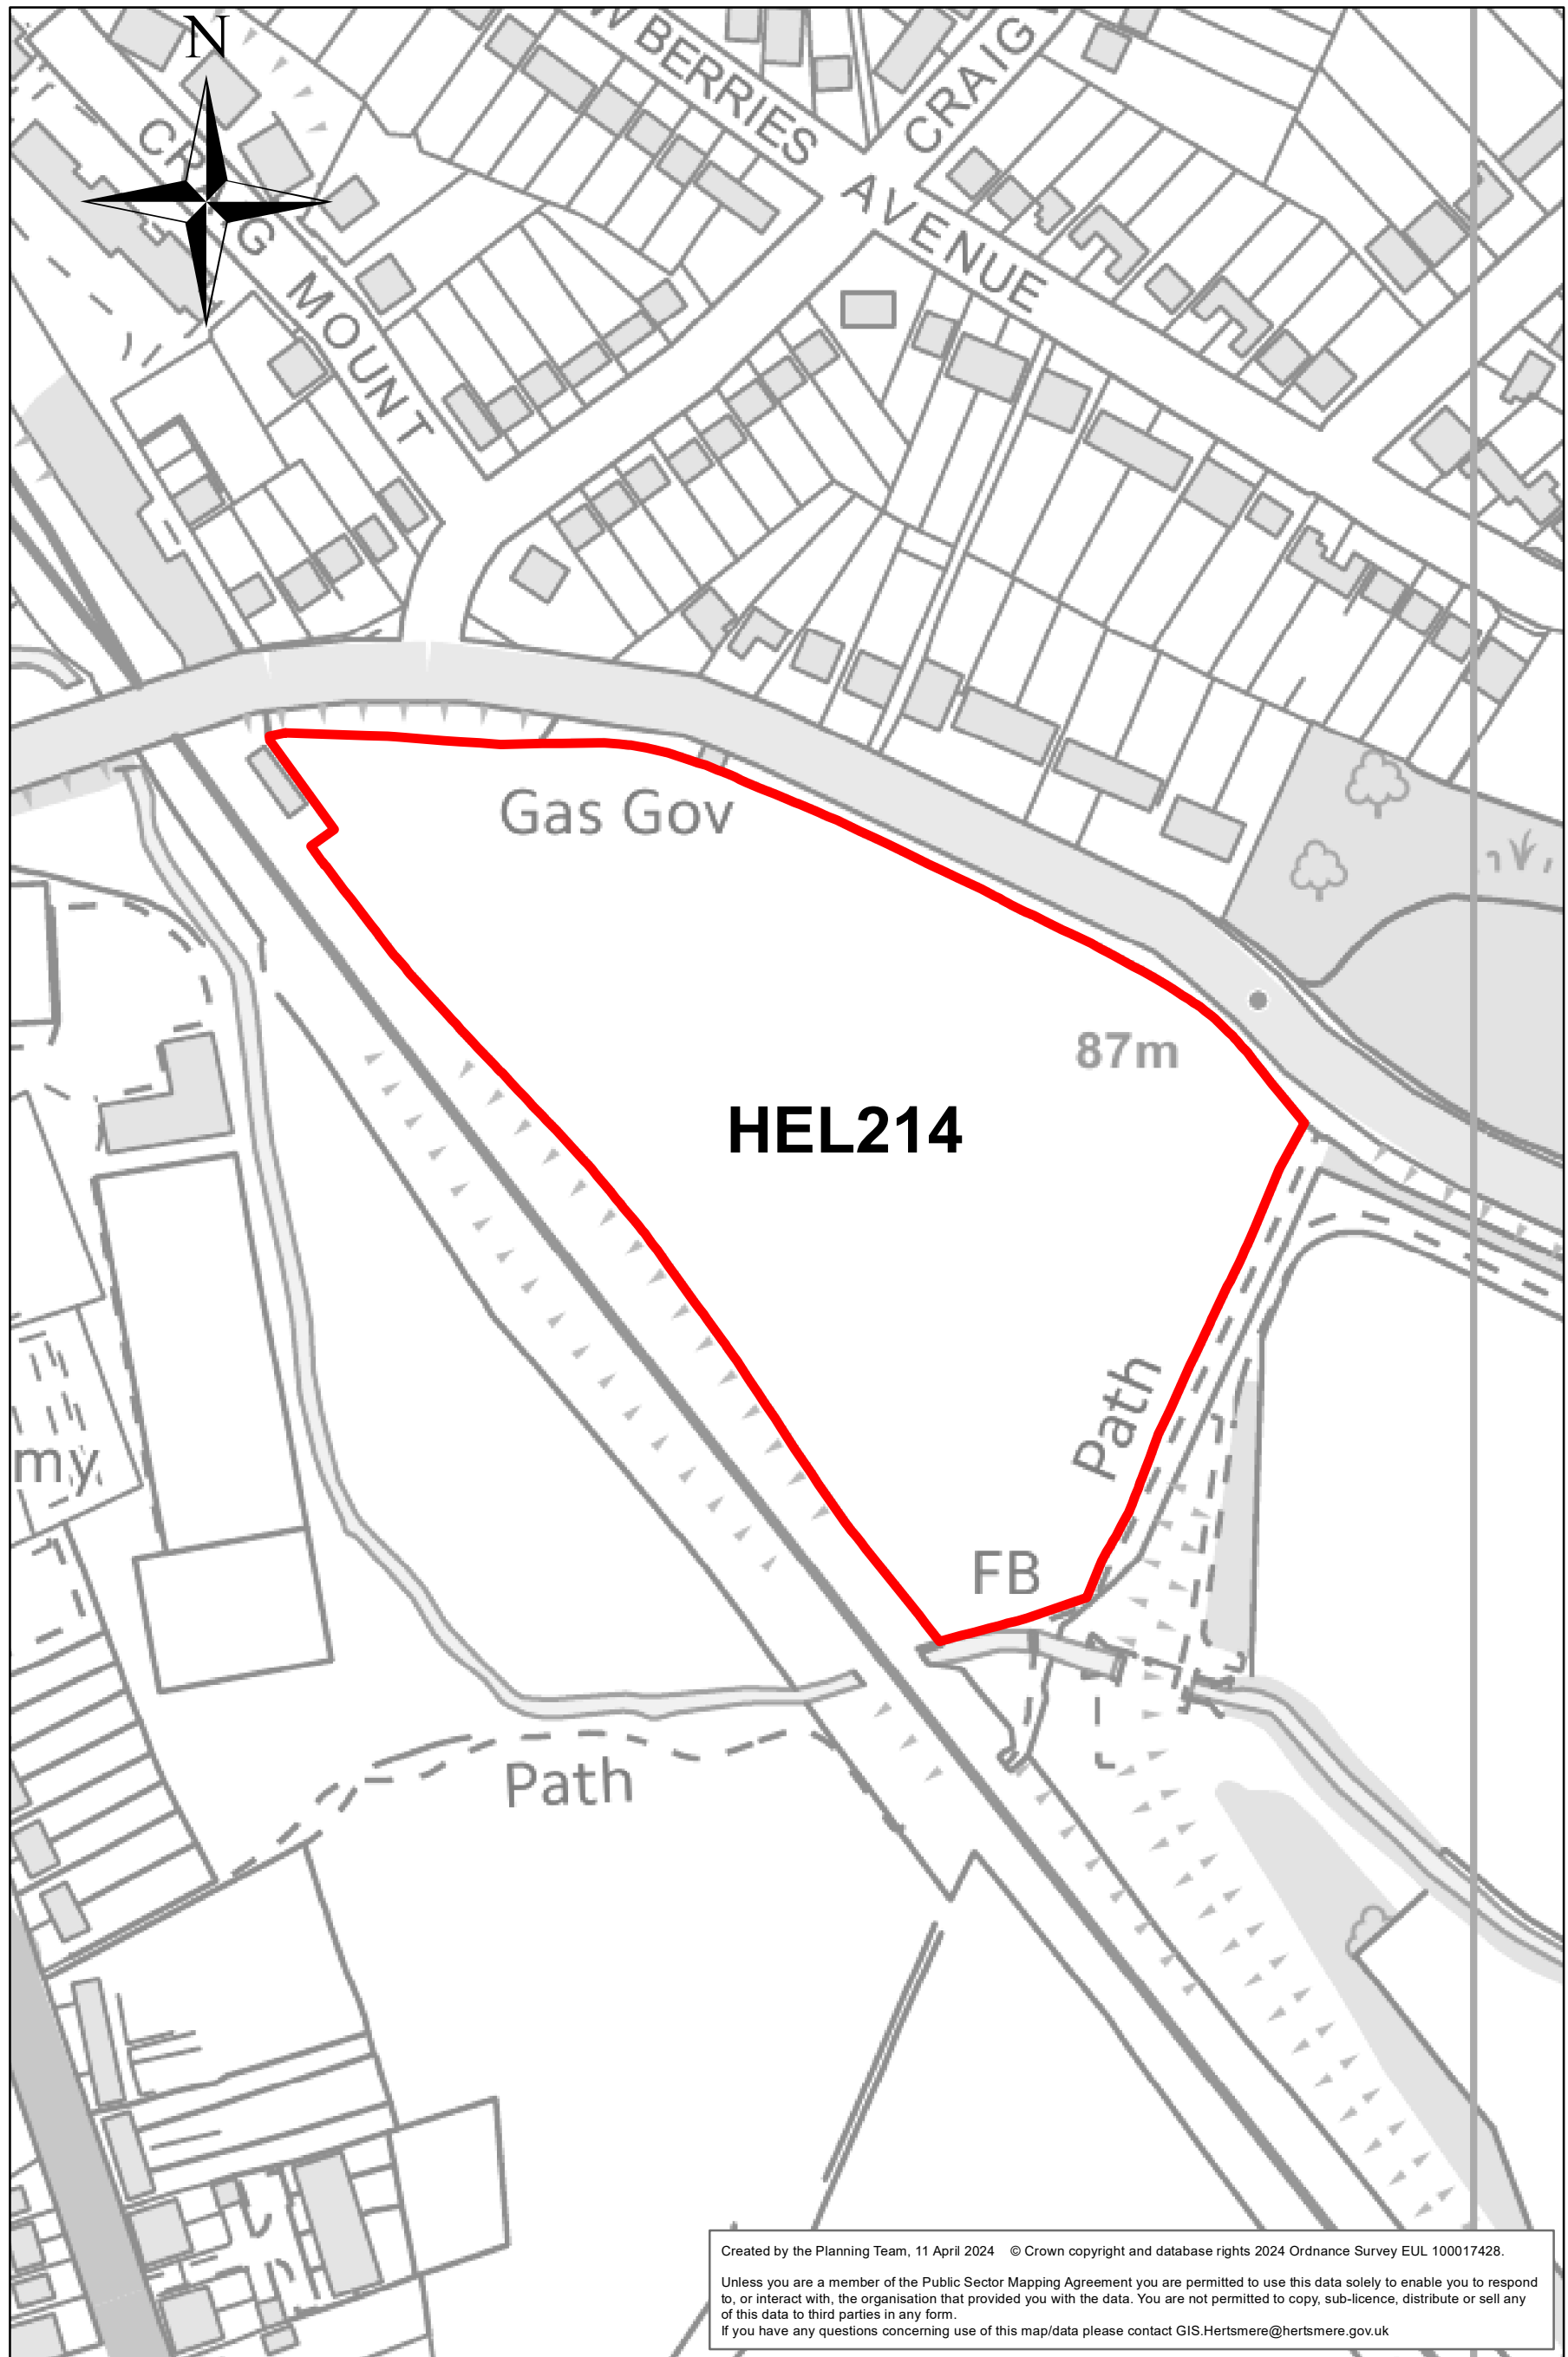 N
W BERRIES
AVENUE
CRAIG
CRAIG
MOUNT
Gas Gov
87m
HEL214
Path
my
FB
Path
Created by the Planning Team, 11 April 2024 © Crown copyright and database rights 2024 Ordnance Survey EUL 100017428.
Unless you are a member of the Public Sector Mapping Agreement you are permitted to use this data solely to enable you to respond
to, or interact with, the organisation that provided you with the data. You are not permitted to copy, sub-licence, distribute or sell any
of this data to third parties in any form.
If you have any questions concerning use of this map/data please contact GIS.Hertsmere@hertsmere.gov.uk